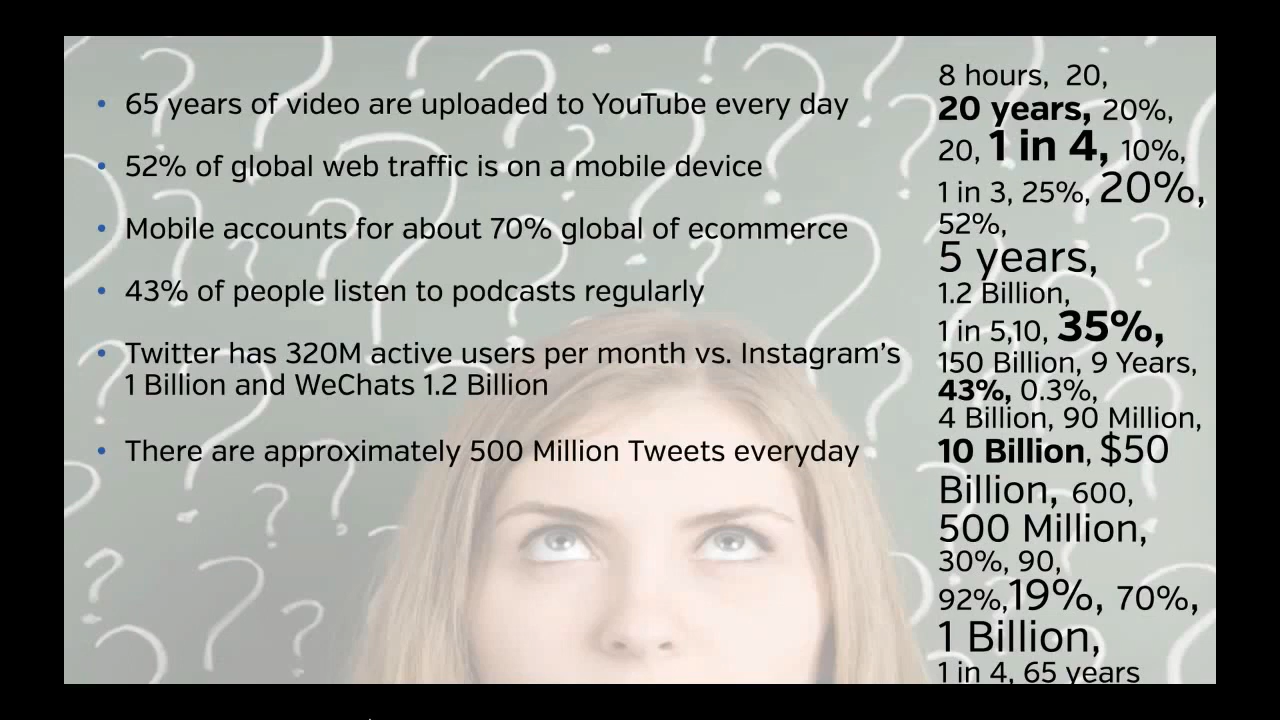 • 65 years of video are uploaded to YouTube every day
• 52% of global web traffic is on a mobile device
• Mobile accounts for about 70% global of ecommerce
• 43% of people listen to podcasts regularly
• Twitter has 320M active users per month vs. Instagram's
1 Billion and WeChats 1.2 Billion
• There are approximately 500 Million Tweets everyday
8 hours, 20,
20 years, 20%,
20, 1 in 4, 10%,
1 in 3, 25%, 20%,
52%,
5 years,
1.2 Billion,
1 in 5,10, 35%,
150 Billion, 9 Years,
43%, 0.3%,
4 Billion, 90 Million,
10 Billion, $50
Billion, 600,
500 Million,
30%, 90,
92%,19%, 70%,
1 Billion,
1 in 4, 65 years